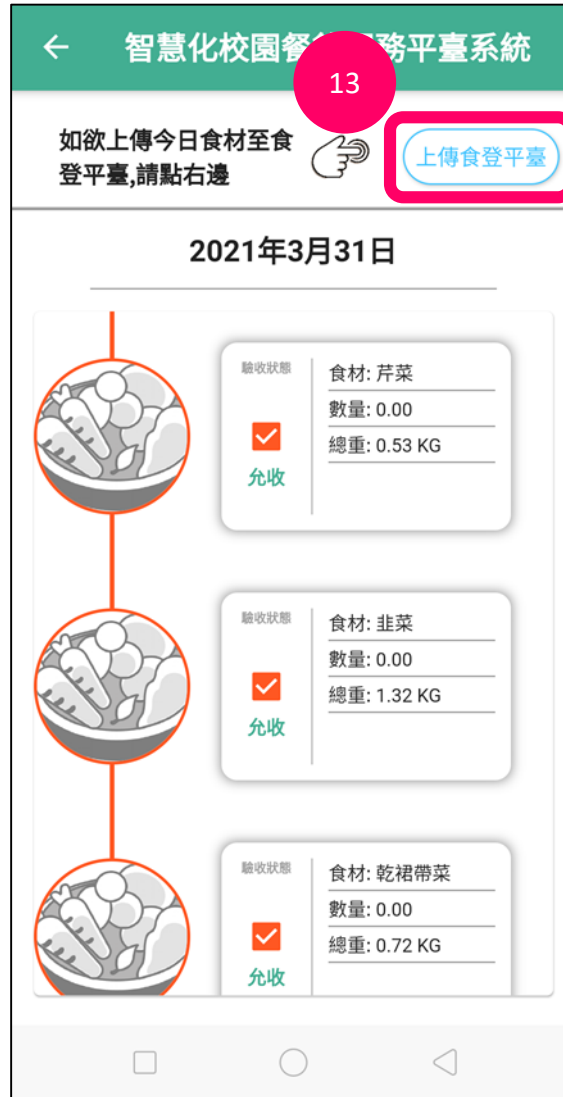 智慧化校園餐
務平臺系統
13
如欲上傳今日食材至食
登平臺,請點右邊
上傳食登平臺
2021年3月31日
驗收狀態
允收
食材: 芹菜
數量: 0.00
總重: 0.53 KG
驗收狀態
允收
食材: 韭菜
數量: 0.00
總重: 1.32 KG
驗收狀態
允收
食材: 乾裙帶菜
數量: 0.00
總重: 0.72 KG